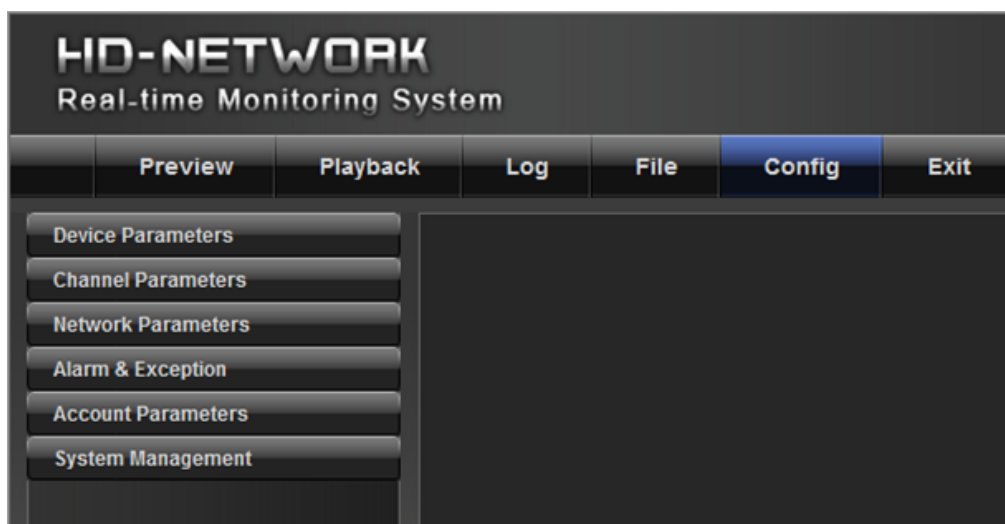 HD-NETWORK
Real-time Monitoring System
Preview Playback Log File Config Exit
Device Parameters
Channel Parameters
Network Parameters
Alarm & Exception
Account Parameters
System Management